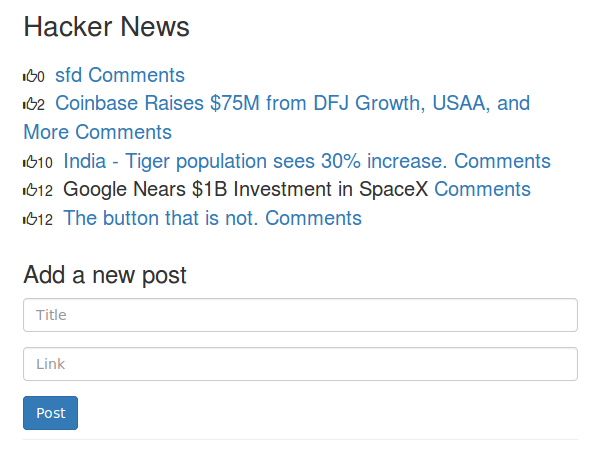 Hacker News
0 sfd Comments
2 Coinbase Raises $75M from DFJ Growth, USAA, and
More Comments
10 India - Tiger population sees 30% increase. Comments
12 Google Nears $1B Investment in SpaceX Comments
12 The button that is not. Comments
Add a new post
Title
Link
Post